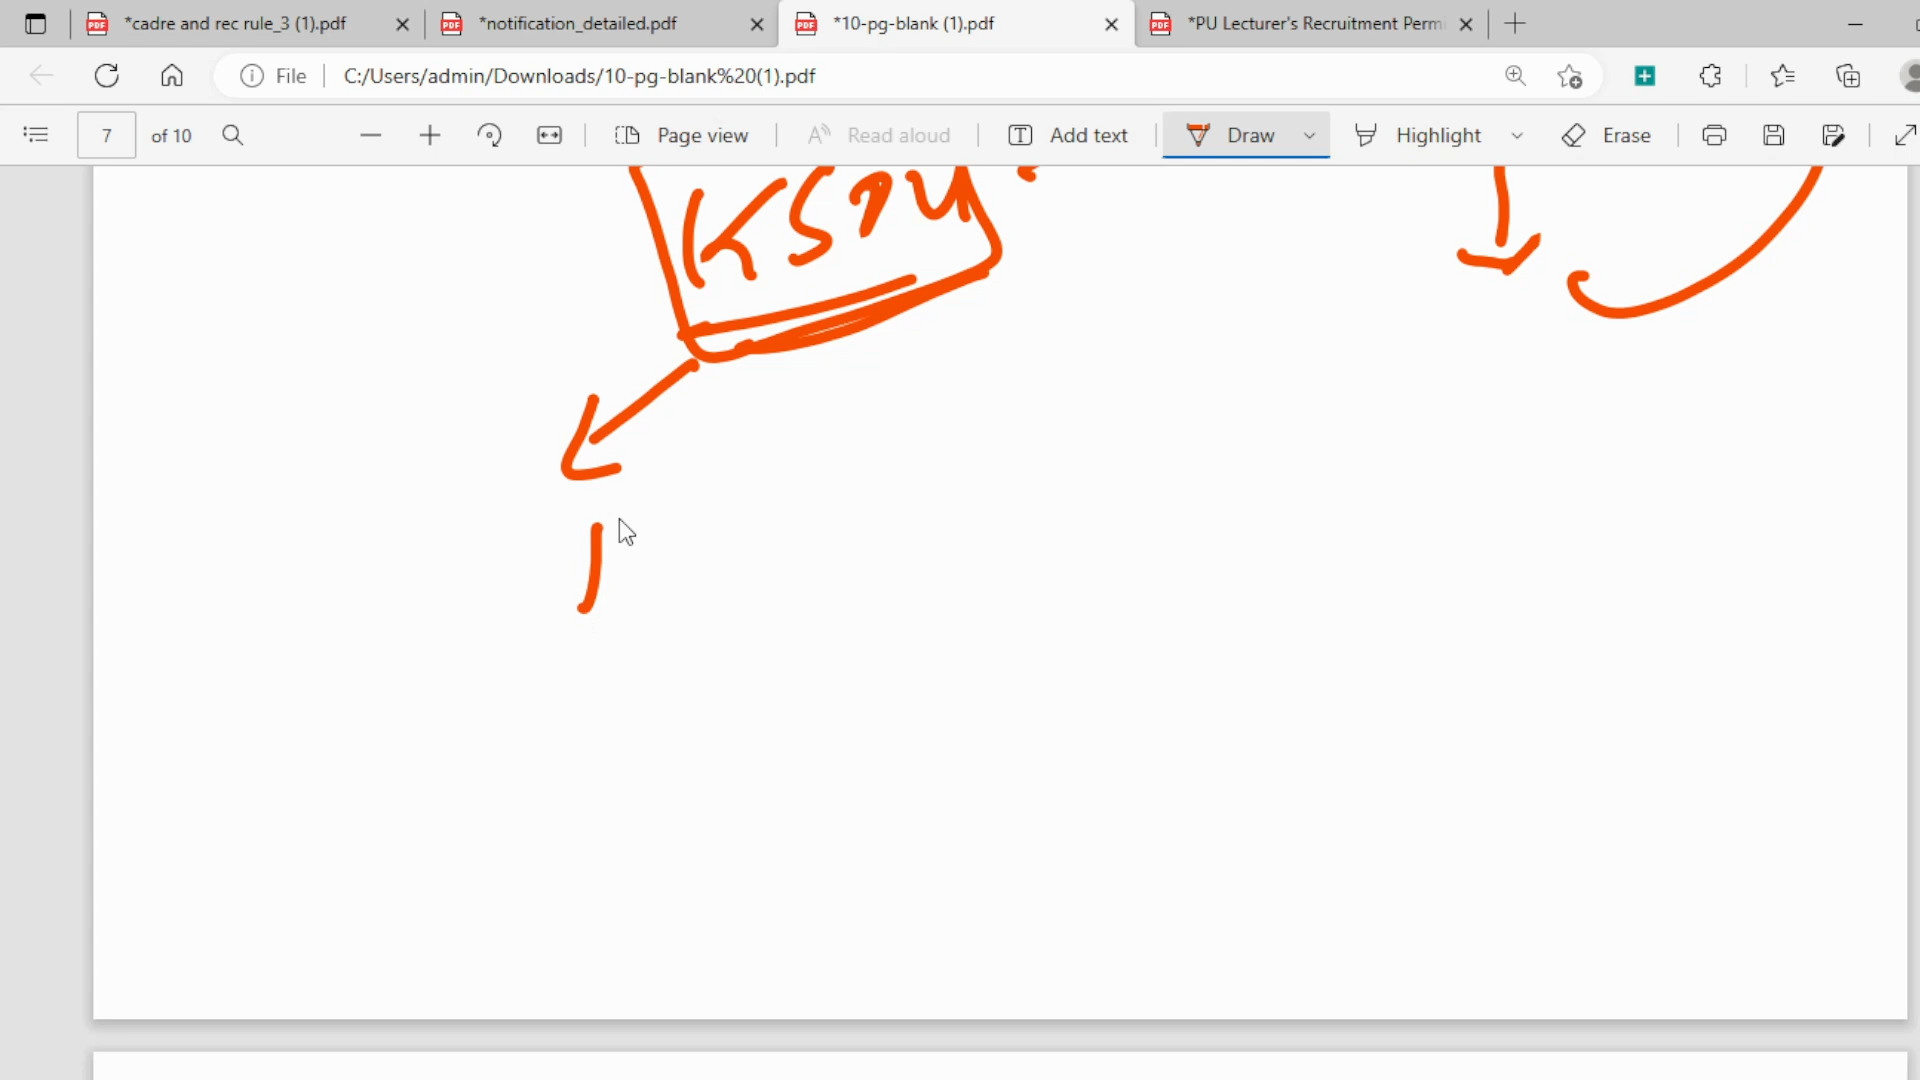 *cadre and rec rule_3 (1).pdf *notification_detailed.pdf *10-pg-blank (1).pdf *PU Lecturer's Recruitment Permi
File C:/Users/admin/Downloads/10-pg-blank%20(1).pdf
7 of 10 Page view Read aloud T Add text Draw Highlight Erase